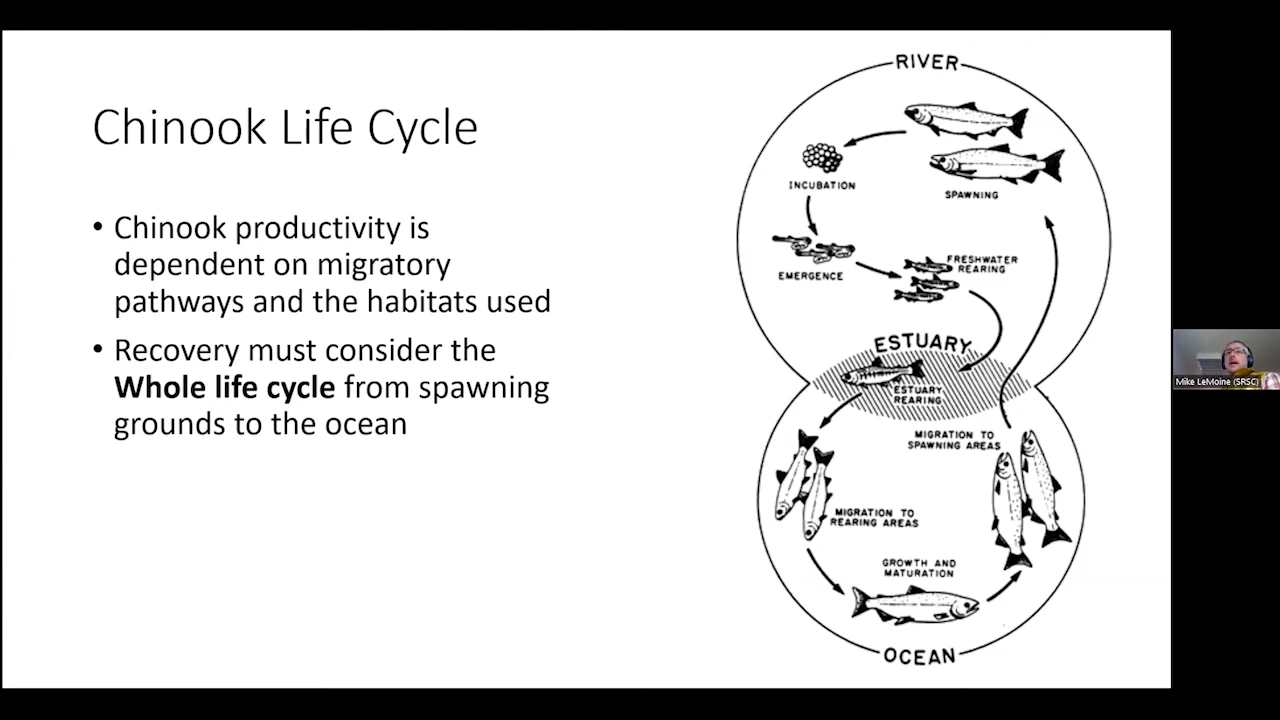 Chinook Life Cycle
• Chinook productivity is
dependent on migratory
pathways and the habitats used
• Recovery must consider the
Whole life cycle from spawning
grounds to the ocean
RIVER
INCUBATION
SPAWNING
EMERGENCE
FRESHWATER
REARING
ESTUARY
ESTUARY
REARING
MIGRATION TO
SPAWNING AREAS
MIGRATION TO
REARING AREAS
GROWTH AND
MATURATION
OCEAN
Mike LeMoine (SRSC)